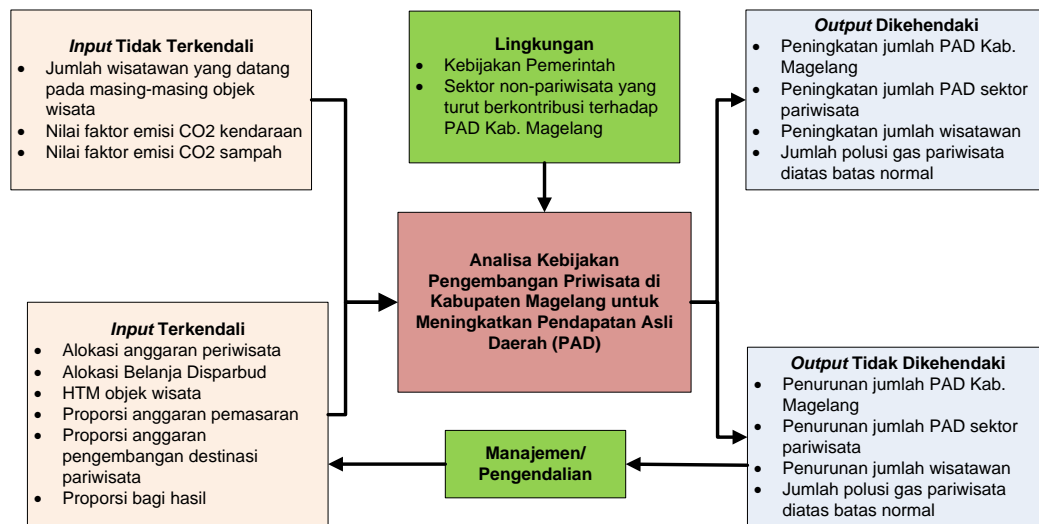 Input Tidak Terkendali
• Jumlah wisatawan yang datang
pada masing-masing objek
wisata
• Nilai faktor emisi CO2 kendaraan
• Nilai faktor emisi CO2 sampah
Lingkungan
• Kebijakan Pemerintah
• Sektor non-pariwisata yang
turut berkontribusi terhadap
PAD Kab. Magelang
Output Dikehendaki
• Peningkatan jumlah PAD Kab.
Magelang
• Peningkatan jumlah PAD sektor
pariwisata
• Peningkatan jumlah wisatawan
• Jumlah polusi gas pariwisata
diatas batas normal
Analisa Kebijakan
Pengembangan Priwisata di
Kabupaten Magelang untuk
Meningkatkan Pendapatan Asli
Daerah (PAD)
Input Terkendali
• Alokasi anggaran periwisata
• Alokasi Belanja Disparbud
• HTM objek wisata
• Proporsi anggaran pemasaran
• Proporsi anggaran
pengembangan destinasi
pariwisata
• Proporsi bagi hasil
Manajemen/
Pengendalian
Output Tidak Dikehendaki
• Penurunan jumlah PAD Kab.
Magelang
• Penurunan jumlah PAD sektor
pariwisata
• Penurunan jumlah wisatawan
• Jumlah polusi gas pariwisata
diatas batas normal